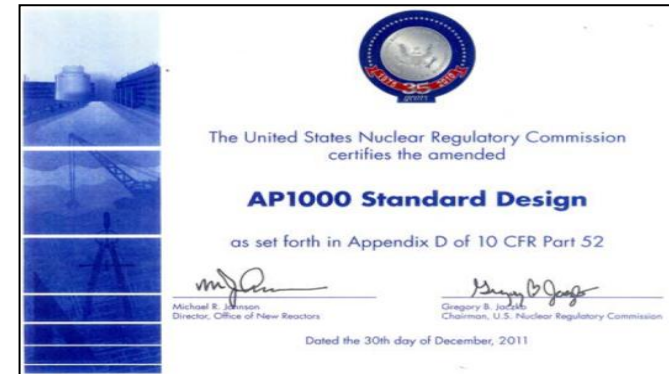 35
The United States Nuclear Regulatory Commission
certifies the amended
AP1000 Standard Design
as set forth in Appendix D of 10 CFR Part 52
Michael R. Johnson
Director, Office of New Reactors
Gregory B. Jaczko
Chairman, U.S. Nuclear Regulatory Commission
Dated the 30th day of December, 2011